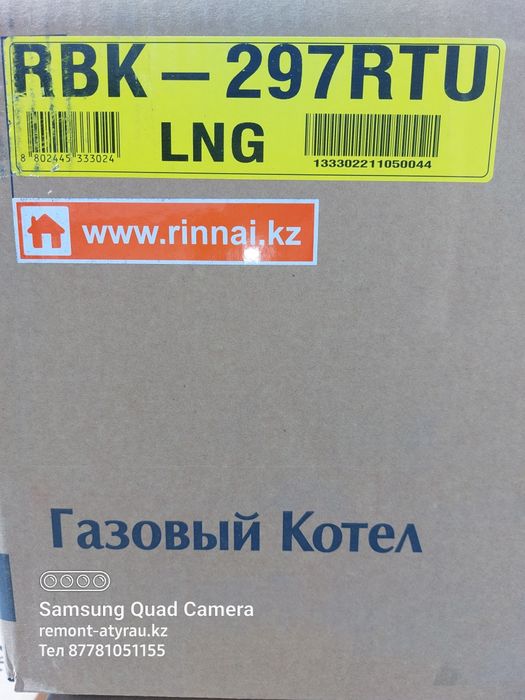 RBK – 297RTU
8 802445 333024
LNG
133302211050044
www.rinnai.kz
Газовый Котел
Samsung Quad Camera
remont-atyrau.kz
Тел 87781051155